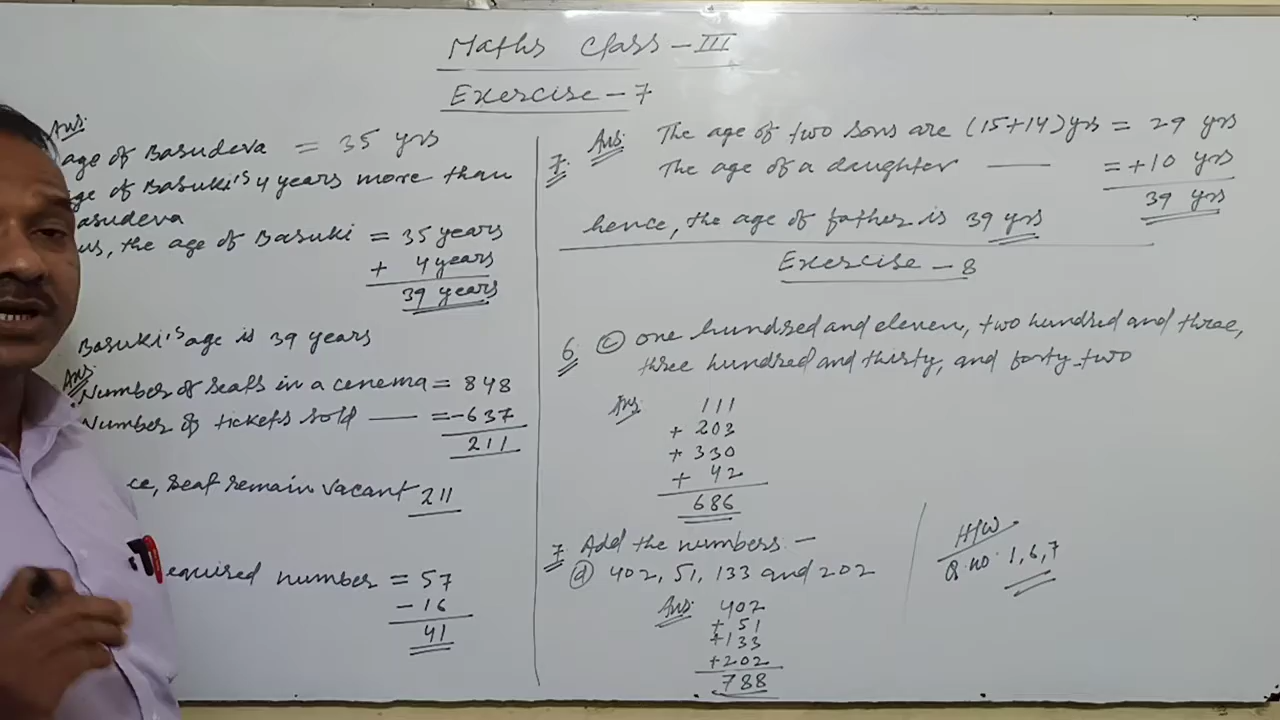 Maths Class - III
Exercise - 7
Ans:
age of Basudeva = 35 yrs
ge of Basuki's 4 years more than
asudeva
us, the age of Basuki = 35 years
+ 4 years
39 years
Basuki's age is 39 years
Ans:
Number of seats in a cenema = 848
Number of tickets sold —— = -637
211
ce, seat remain vacant 211
equired number = 57
- 16
41
7. Ans: The age of two sons are (15+14) yrs = 29 yrs
The age of a daughter —— = +10 yrs
39 yrs
hence, the age of father is 39 yrs
Exercise - 8
6. (c) one hundred and eleven, two hundred and three,
three hundred and thirty, and forty-two
Ans: 111
+ 203
+ 330
+ 42
686
7. Add the numbers -
(d) 402, 51, 133 and 202
Ans: 402
+ 51
+133
+202
788
H/W
Q. no. 1, 6, 7